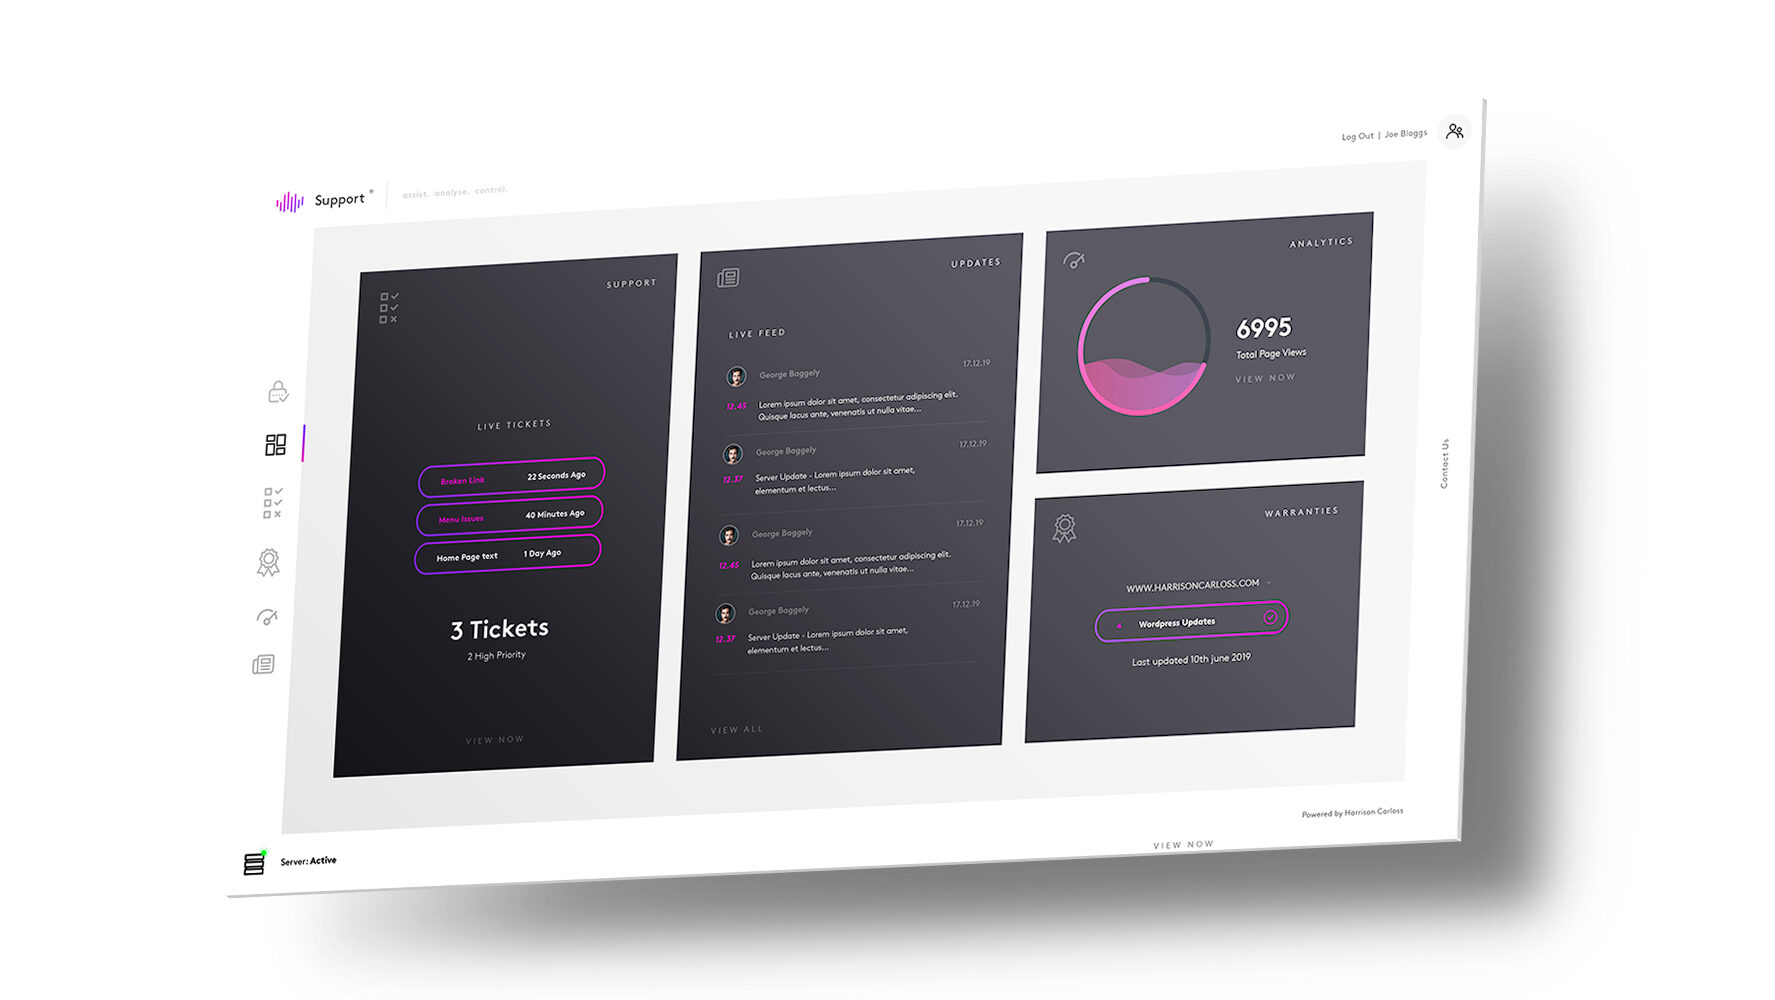 Log Out | Joe Bloggs
Support
assist. analyse. control.
SUPPORT
LIVE TICKETS
Broken Link 22 Seconds Ago
Menu Issues 40 Minutes Ago
Home Page text 1 Day Ago
3 Tickets
2 High Priority
VIEW NOW
UPDATES
LIVE FEED
George Baggely 17.12.19
12.45 Lorem ipsum dolor sit amet, consectetur adipiscing elit.
Quisque lacus ante, venenatis ut nulla vitae...
George Baggely 17.12.19
12.37 Server Update - Lorem ipsum dolor sit amet,
elementum et lectus...
George Baggely 17.12.19
12.45 Lorem ipsum dolor sit amet, consectetur adipiscing elit.
Quisque lacus ante, venenatis ut nulla vitae...
George Baggely 17.12.19
12.37 Server Update - Lorem ipsum dolor sit amet,
elementum et lectus...
VIEW ALL
ANALYTICS
6995
Total Page Views
VIEW NOW
WARRANTIES
WWW.HARRISONCARLOSS.COM
4 Wordpress Updates
Last updated 10th june 2019
Contact Us
Powered by Harrison Carloss
VIEW NOW
Server: Active